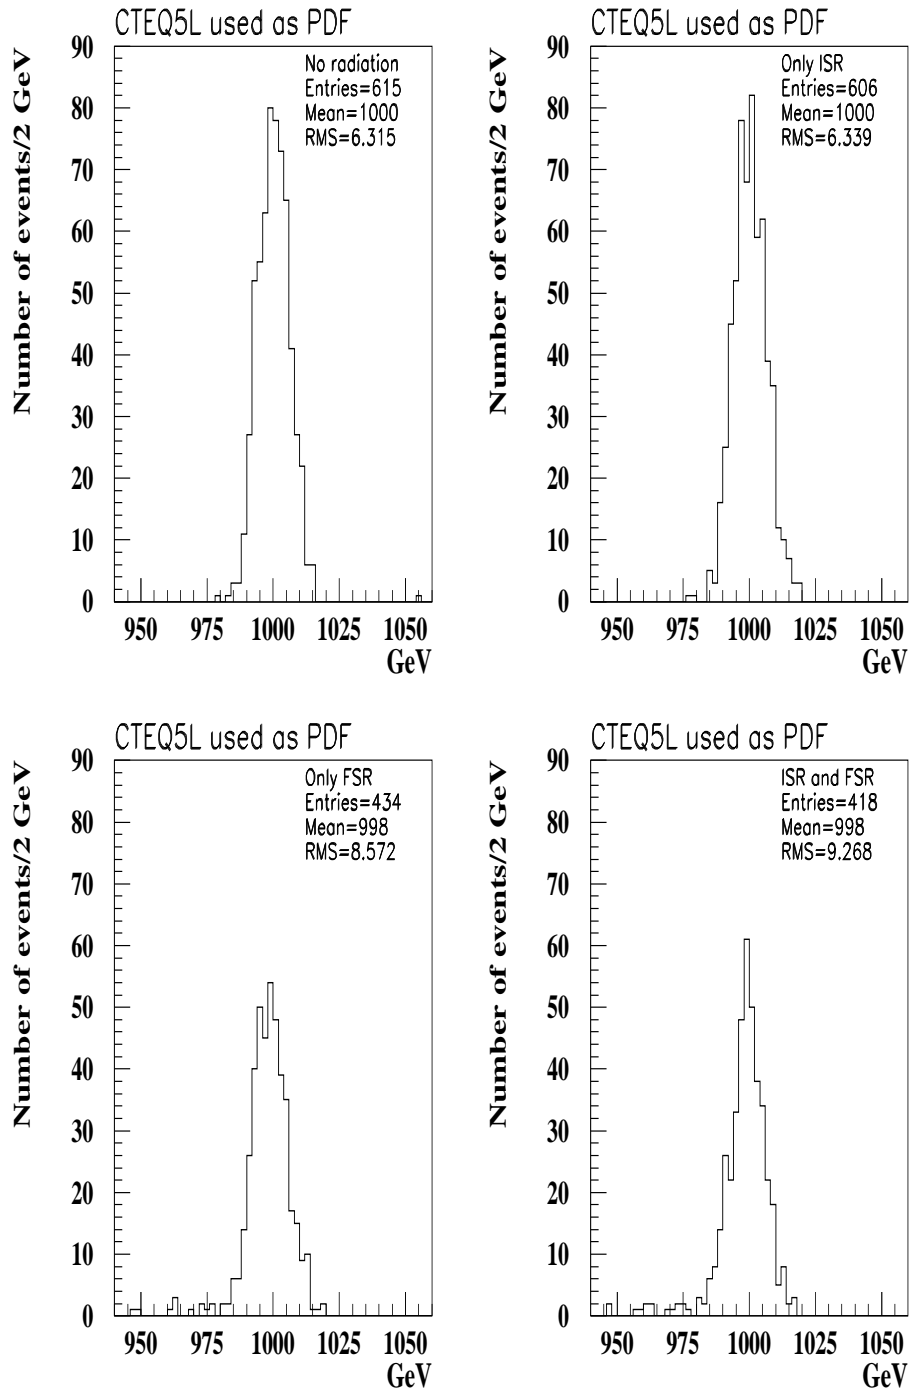 CTEQ5L used as PDF
Number of events/2 GeV
No radiation
Entries=615
Mean=1000
RMS=6.315
90
80
70
60
50
40
30
20
10
0
950 975 1000 1025 1050
GeV
CTEQ5L used as PDF
Number of events/2 GeV
Only ISR
Entries=606
Mean=1000
RMS=6.339
90
80
70
60
50
40
30
20
10
0
950 975 1000 1025 1050
GeV
CTEQ5L used as PDF
Number of events/2 GeV
Only FSR
Entries=434
Mean=998
RMS=8.572
90
80
70
60
50
40
30
20
10
0
950 975 1000 1025 1050
GeV
CTEQ5L used as PDF
Number of events/2 GeV
ISR and FSR
Entries=418
Mean=998
RMS=9.268
90
80
70
60
50
40
30
20
10
0
950 975 1000 1025 1050
GeV